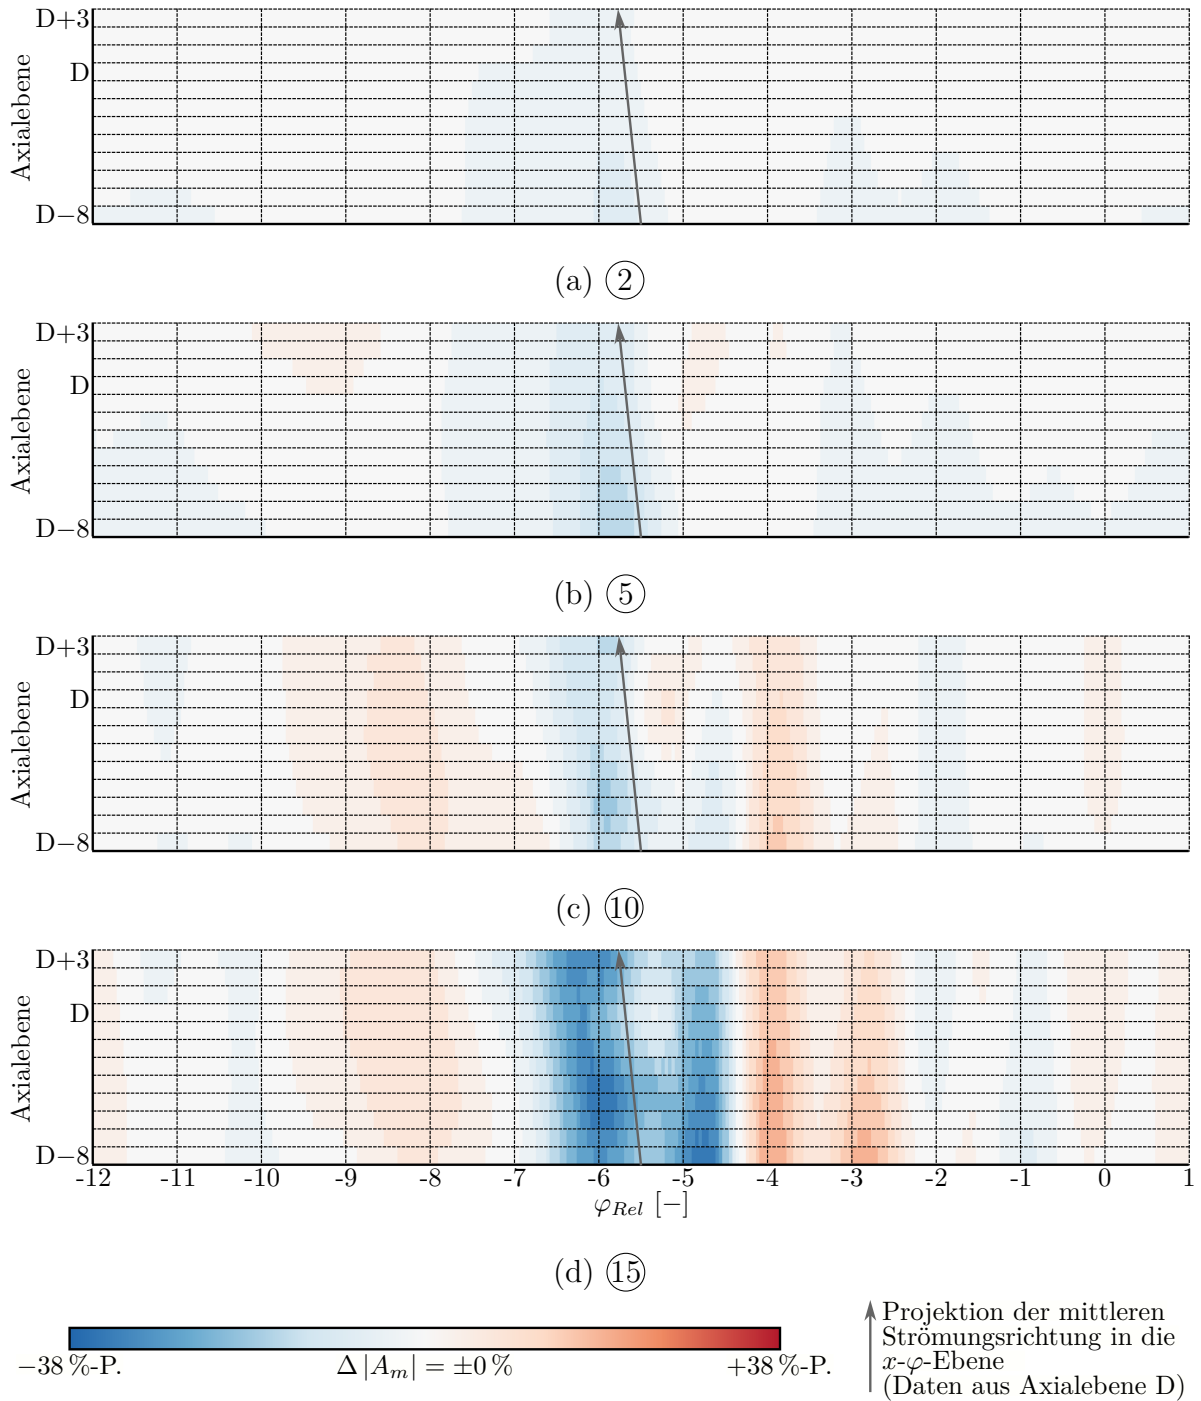 D+3
D
D−8
Axialebene
(a) ②
D+3
D
D−8
Axialebene
(b) ⑤
D+3
D
D−8
Axialebene
(c) ⑩
D+3
D
D−8
Axialebene
-12 -11 -10 -9 -8 -7 -6 -5 -4 -3 -2 -1 0 1
φRel [−]
(d) ⑮
−38 %-P. Δ |Am| = ±0 % +38 %-P.
Projektion der mittleren
Strömungsrichtung in die
x-φ-Ebene
(Daten aus Axialebene D)